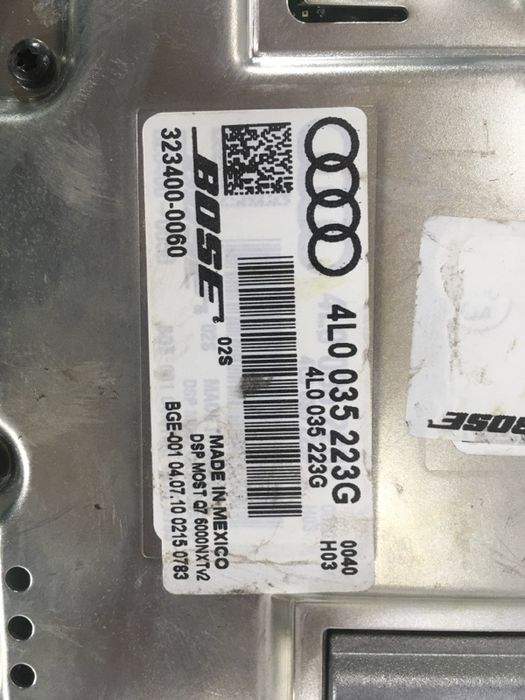 4L0 035 223G
0040
4L0 035 223G
H03
02S
MADE IN MEXICO
DSP MOST Q7 6000NXTv2
BOSE
BGE-001 04.07.10 0215 0783
323400-0060
BOSE